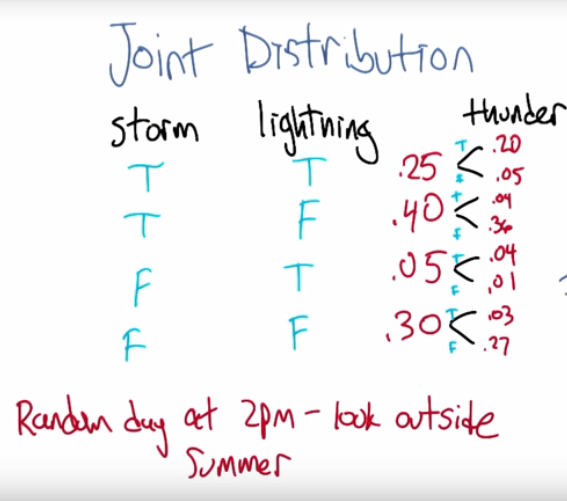 Joint Distribution
storm lightning thunder
T T .25 < T .20
F .05
T F .40 < T .04
F .36
F T .05 < T .04
F .01
F F .30 < T .03
F .27
Random day at 2pm - look outside
Summer